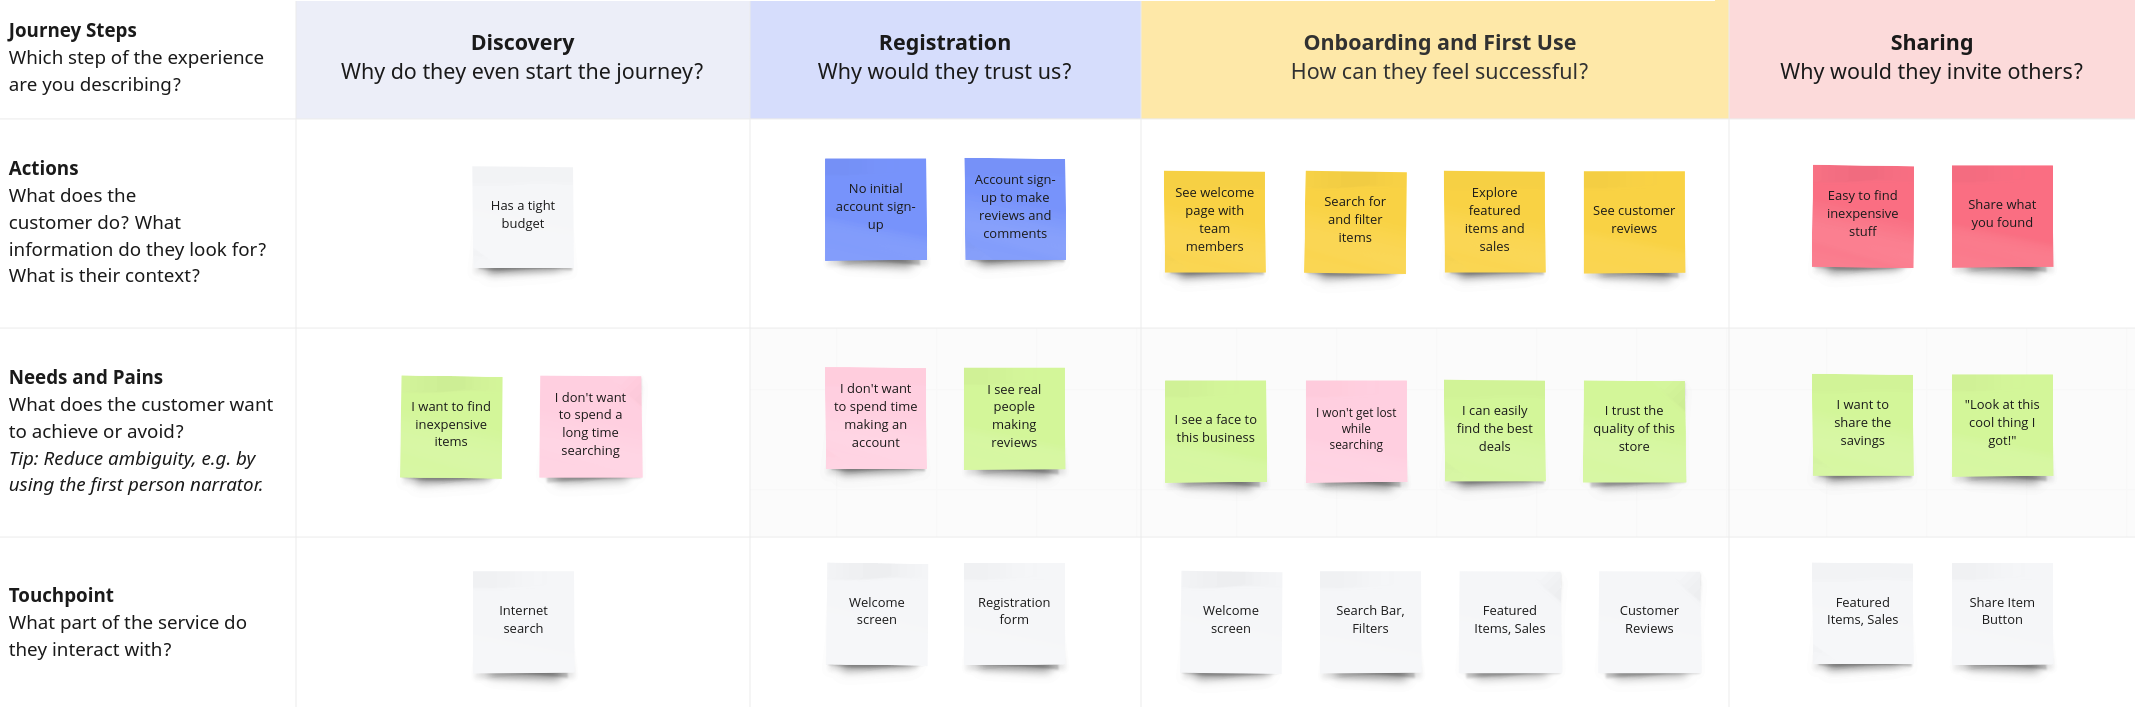 Journey Steps
Which step of the experience
are you describing?
Discovery
Why do they even start the journey?
Registration
Why would they trust us?
Onboarding and First Use
How can they feel successful?
Sharing
Why would they invite others?
Actions
What does the
customer do? What
information do they look for?
What is their context?
Has a tight
budget
No initial
account sign-
up
Account sign-
up to make
reviews and
comments
See welcome
page with
team
members
Search for
and filter
items
Explore
featured
items and
sales
See customer
reviews
Easy to find
inexpensive
stuff
Share what
you found
Needs and Pains
What does the customer want
to achieve or avoid?
Tip: Reduce ambiguity, e.g. by
using the first person narrator.
I want to find
inexpensive
items
I don't want
to spend a
long time
searching
I don't want
to spend time
making an
account
I see real
people
making
reviews
I see a face to
this business
I won't get lost
while
searching
I can easily
find the best
deals
I trust the
quality of this
store
I want to
share the
savings
"Look at this
cool thing I
got!"
Touchpoint
What part of the service do
they interact with?
Internet
search
Welcome
screen
Registration
form
Welcome
screen
Search Bar,
Filters
Featured
Items, Sales
Customer
Reviews
Featured
Items, Sales
Share Item
Button